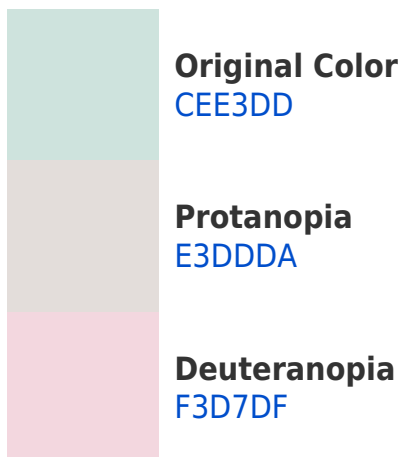 Original Color
CEE3DD
Protanopia
E3DDDA
Deuteranopia
F3D7DF